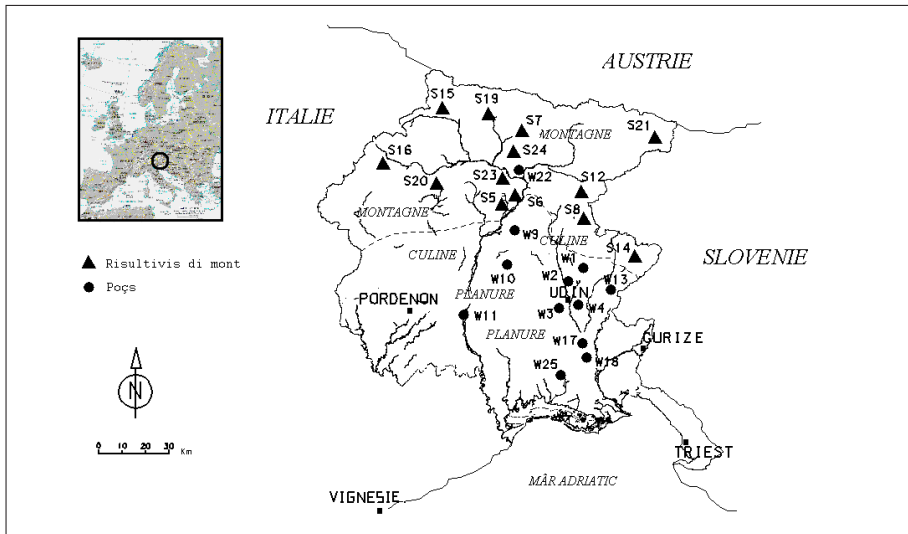 AUSTRIE
ITALIE
S15
S19
S7
MONTAGNE
S21
S16
S24
W22
S20
S23
S12
S5
S6
MONTAGNE
S8
W9
CULINE
CULINE
S14
SLOVENIE
W1
W10
W2
W13
UDIN
PORDENON
PLANURE
W11
W3
W4
PLANURE
W17
GURIZE
W18
W25
TRIEST
MÂR ADRIATIC
VIGNESIE
Risultivis di mont
Poçs
N
0 10 20 30 Km